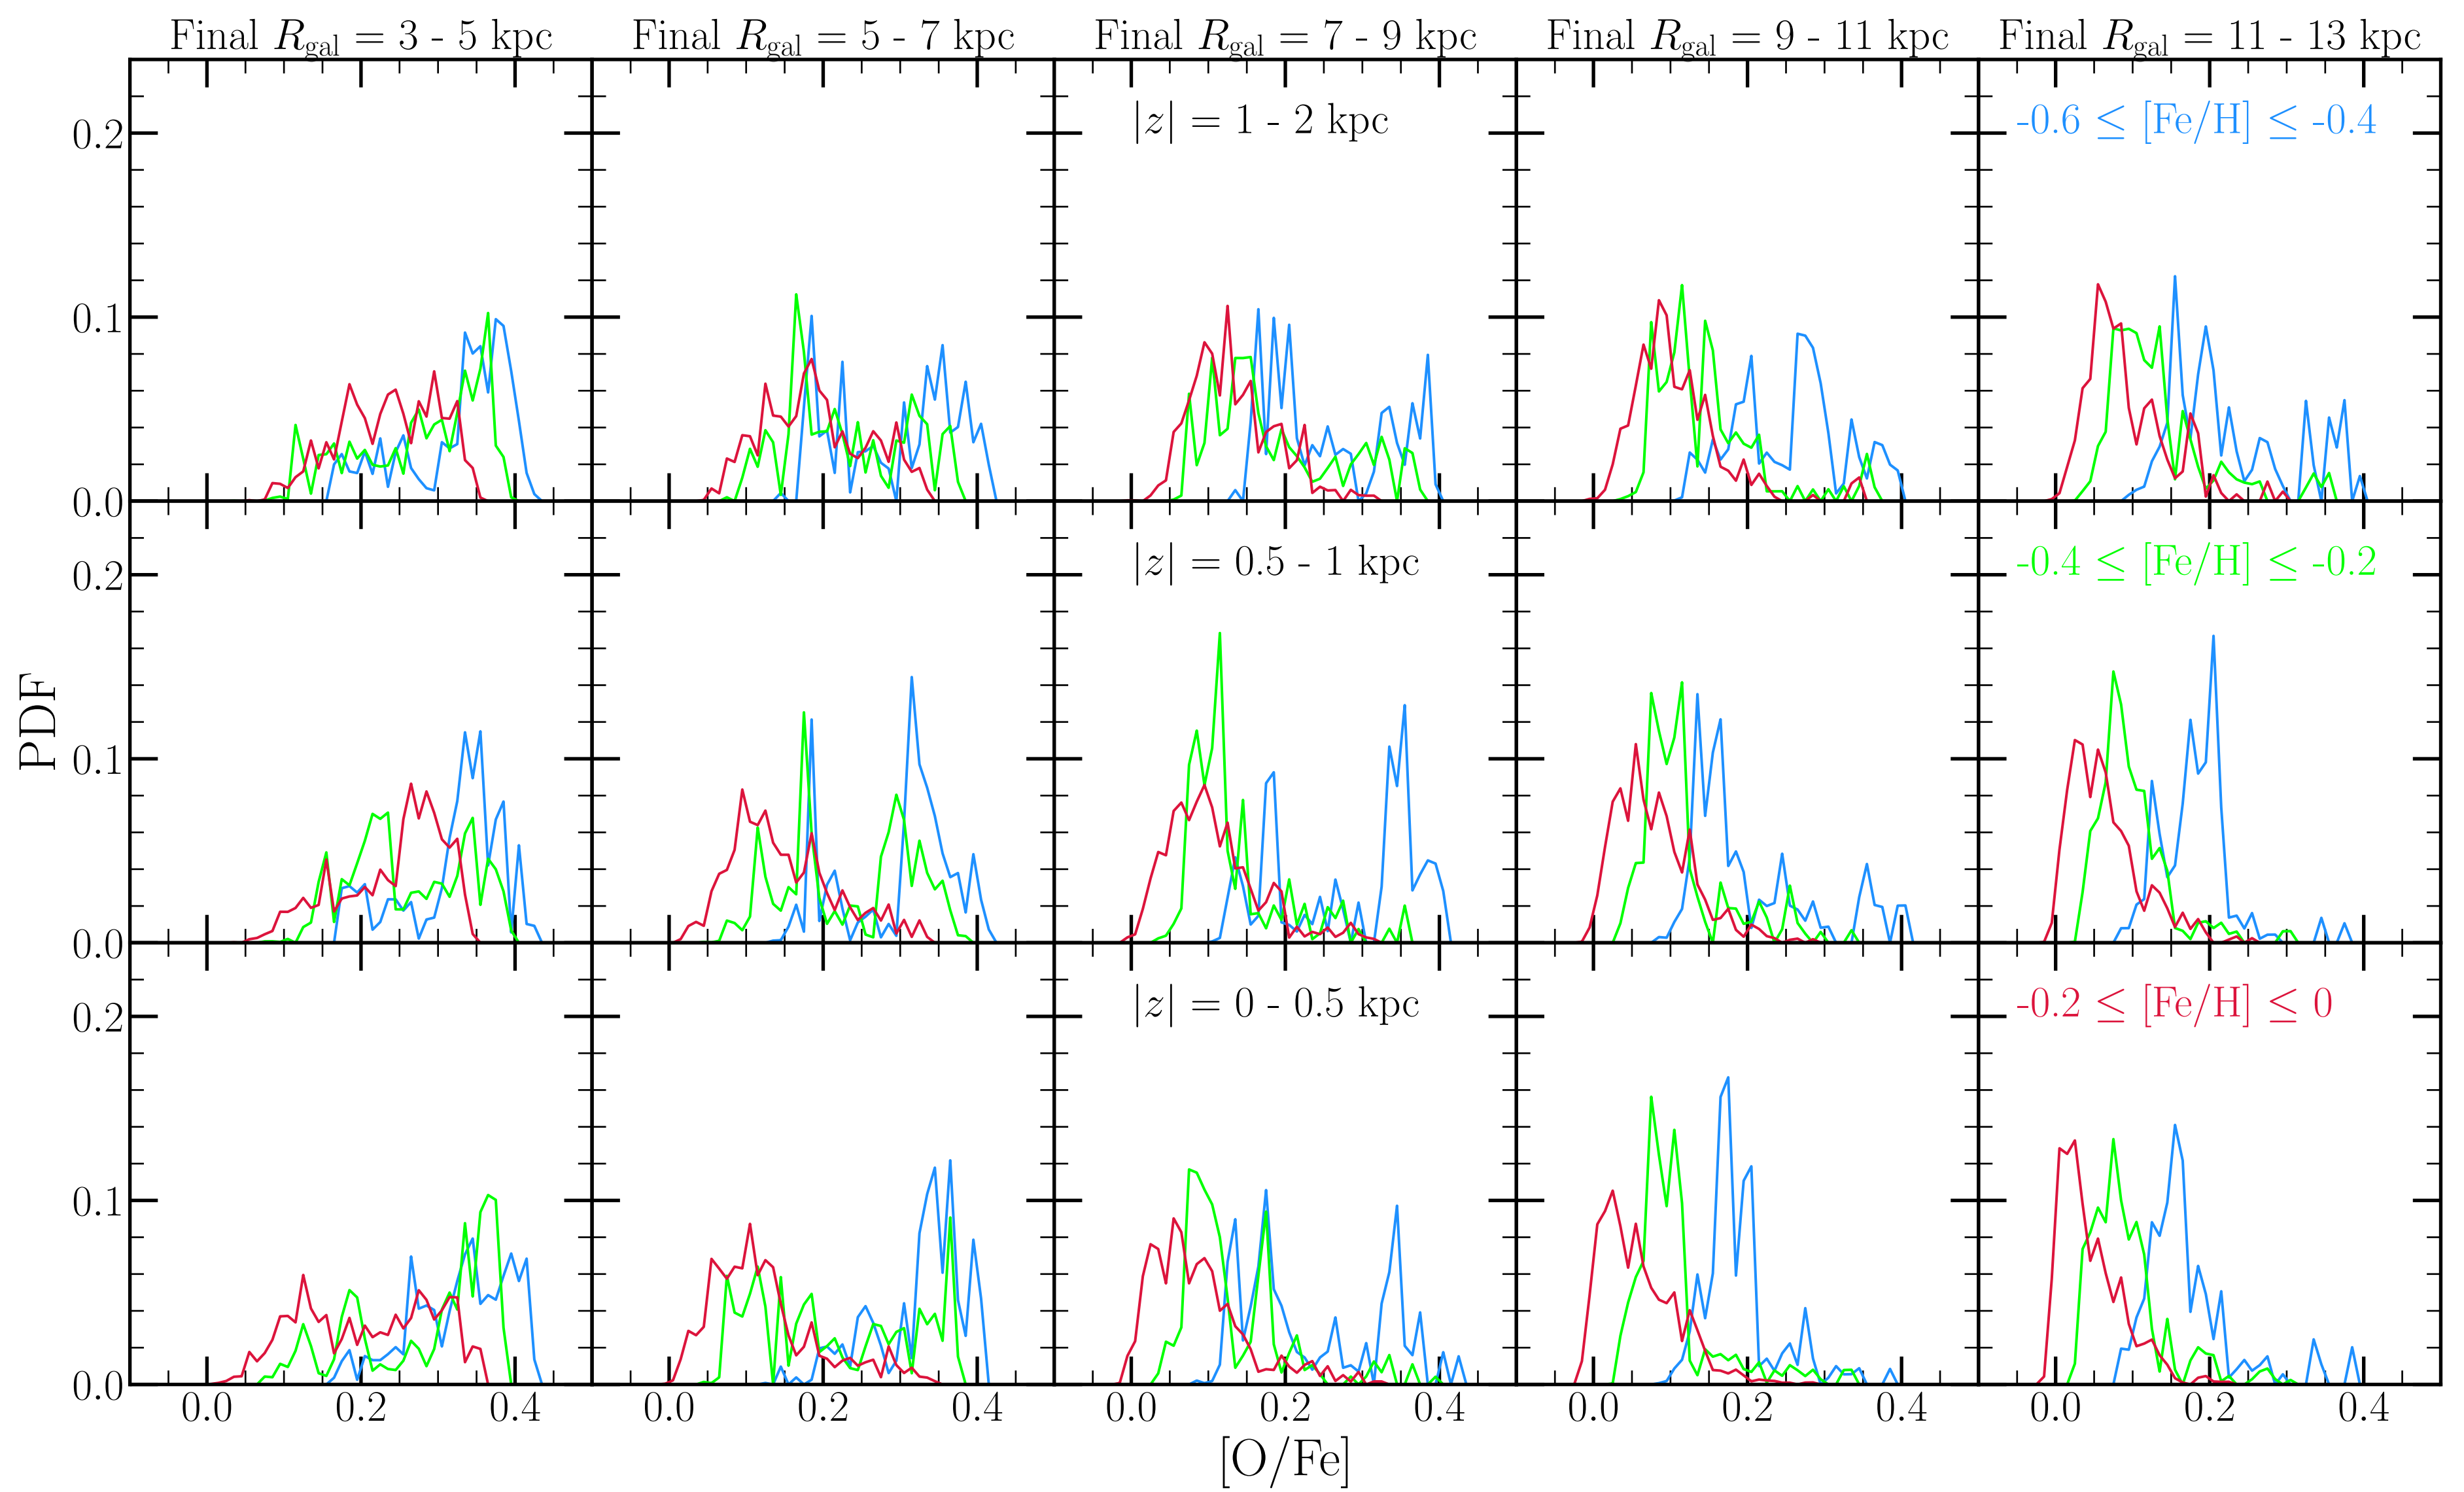 Final R_gal = 3 - 5 kpc
Final R_gal = 5 - 7 kpc
Final R_gal = 7 - 9 kpc
Final R_gal = 9 - 11 kpc
Final R_gal = 11 - 13 kpc
|z| = 1 - 2 kpc
-0.6 ≤ [Fe/H] ≤ -0.4
0.2
0.1
0.0
|z| = 0.5 - 1 kpc
-0.4 ≤ [Fe/H] ≤ -0.2
0.2
0.1
0.0
PDF
|z| = 0 - 0.5 kpc
-0.2 ≤ [Fe/H] ≤ 0
0.2
0.1
0.0
0.0 0.2 0.4
0.0 0.2 0.4
0.0 0.2 0.4
0.0 0.2 0.4
0.0 0.2 0.4
[O/Fe]